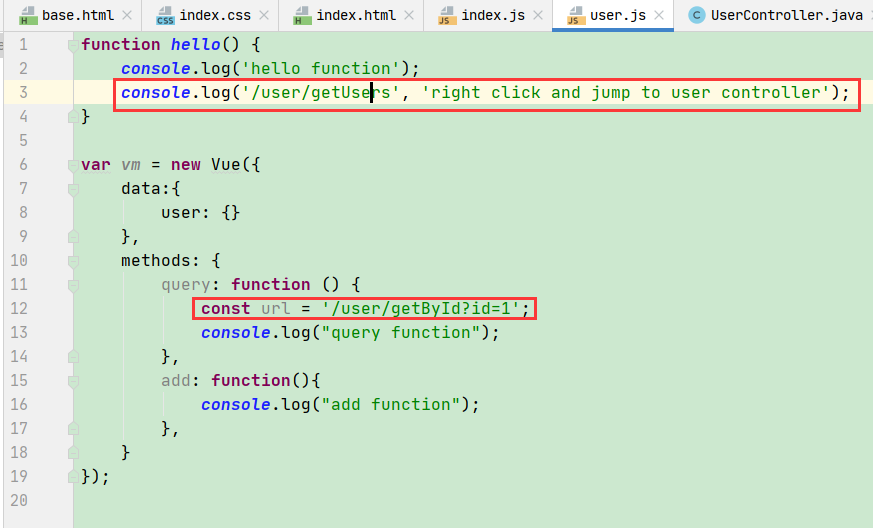 base.html index.css index.html index.js user.js UserController.java
1 function hello() {
2 console.log('hello function');
3 console.log('/user/getUsers', 'right click and jump to user controller');
4 }
5
6 var vm = new Vue({
7 data:{
8 user: {}
9 },
10 methods: {
11 query: function () {
12 const url = '/user/getById?id=1';
13 console.log("query function");
14 },
15 add: function(){
16 console.log("add function");
17 },
18 }
19 });
20